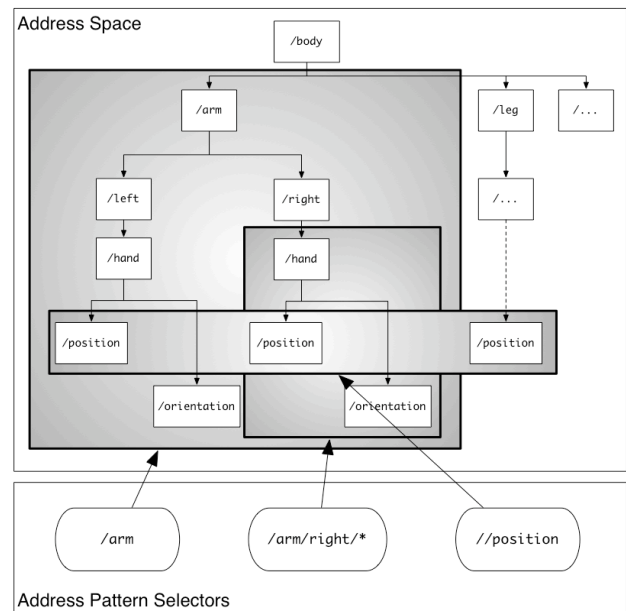 Address Space
/body
/arm
/leg
/...
/left
/right
/...
/hand
/hand
/position
/position
/position
/orientation
/orientation
/arm
/arm/right/*
//position
Address Pattern Selectors